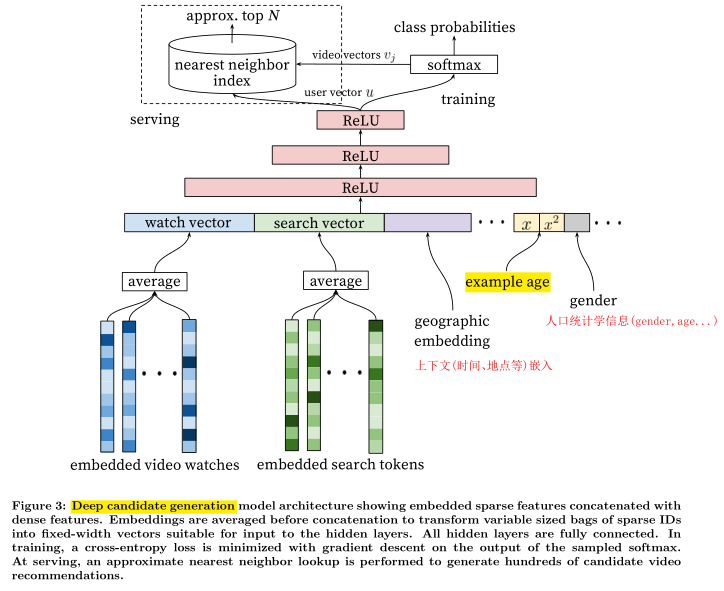 approx. top N
class probabilities
nearest neighbor
index
video vectors vj
softmax
user vector u
training
serving
ReLU
ReLU
ReLU
watch vector
search vector
x
x²
average
average
example age
gender
人口统计学信息(gender,age...)
geographic
embedding
上下文(时间、地点等)嵌入
embedded video watches
embedded search tokens
Figure 3: Deep candidate generation model architecture showing embedded sparse features concatenated with
dense features. Embeddings are averaged before concatenation to transform variable sized bags of sparse IDs
into fixed-width vectors suitable for input to the hidden layers. All hidden layers are fully connected. In
training, a cross-entropy loss is minimized with gradient descent on the output of the sampled softmax.
At serving, an approximate nearest neighbor lookup is performed to generate hundreds of candidate video
recommendations.